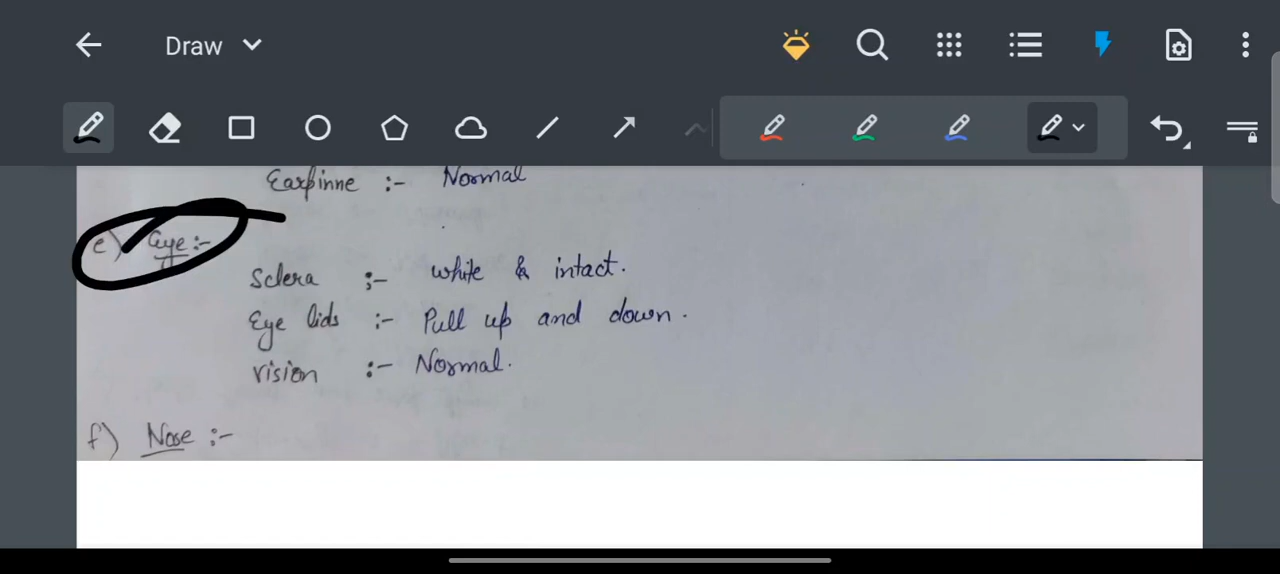 Draw
Earpinne :- Normal
e) Eye :-
Sclera :- white & intact.
Eye lids :- Pull up and down.
vision :- Normal.
f) Nose :-